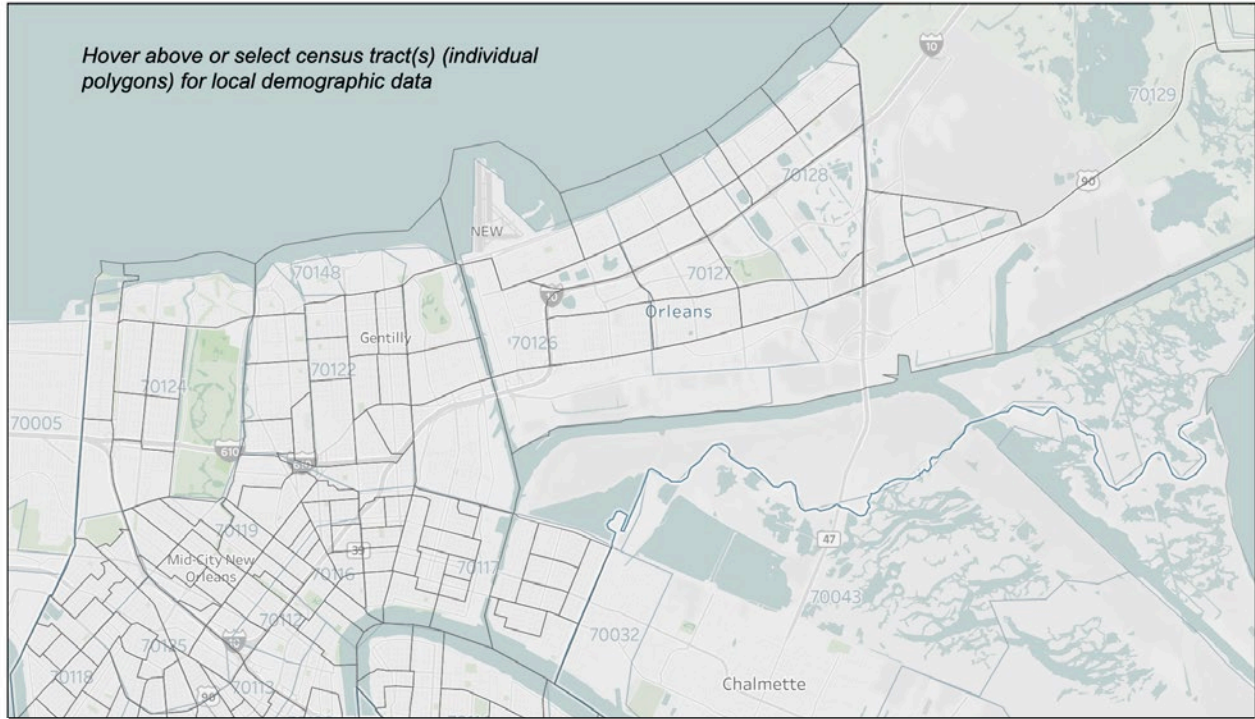 Hover above or select census tract(s) (individual
polygons) for local demographic data
10
70129
70128
90
NEW
70148
70127
10
Orleans
Gentilly
70126
70122
70124
70005
610
70119
39
47
Mid-City New
Orleans
70116
70117
70043
70112
70032
70118
70113
90
Chalmette